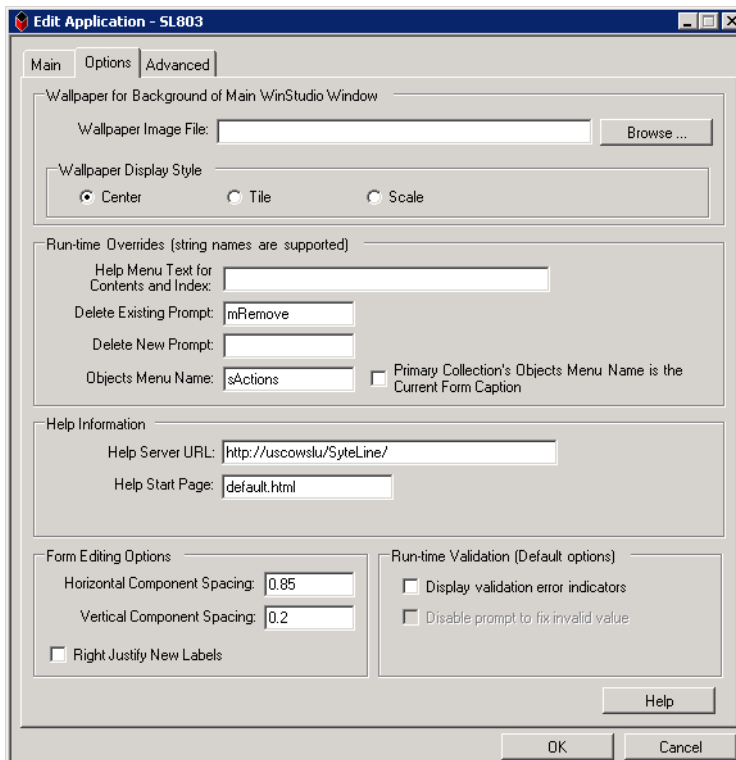 Edit Application - SL803
Main Options Advanced
Wallpaper for Background of Main WinStudio Window
Wallpaper Image File: Browse ...
Wallpaper Display Style
Center Tile Scale
Run-time Overrides (string names are supported)
Help Menu Text for
Contents and Index:
Delete Existing Prompt: mRemove
Delete New Prompt:
Objects Menu Name: sActions
Primary Collection's Objects Menu Name is the
Current Form Caption
Help Information
Help Server URL: http://uscowslu/SyteLine/
Help Start Page: default.html
Form Editing Options
Horizontal Component Spacing: 0.85
Vertical Component Spacing: 0.2
Right Justify New Labels
Run-time Validation (Default options)
Display validation error indicators
Disable prompt to fix invalid value
Help
OK Cancel